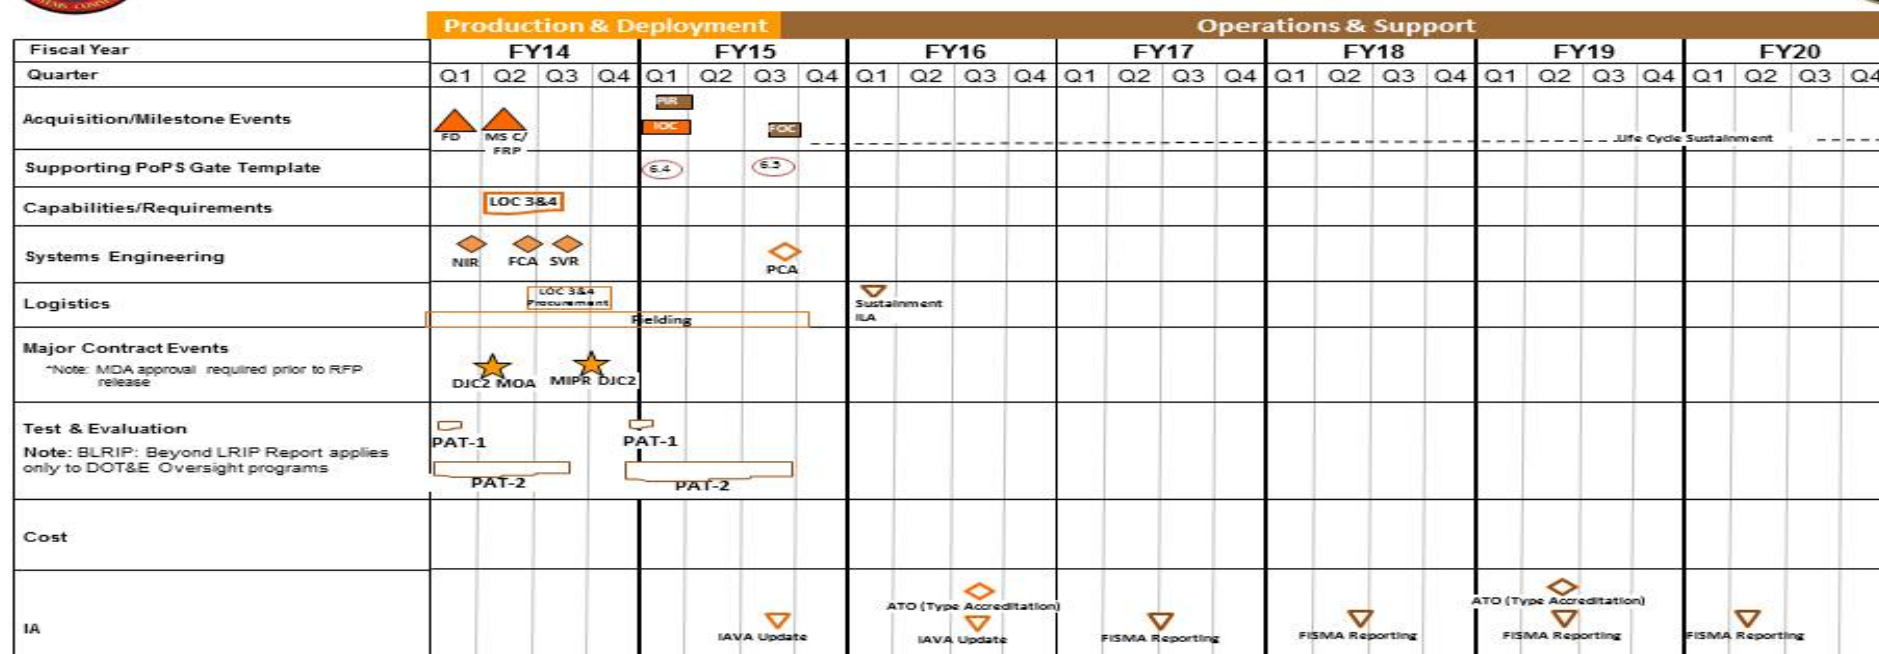 Production & Deployment Operations & Support
Fiscal Year FY14 FY15 FY16 FY17 FY18 FY19 FY20
Quarter Q1 Q2 Q3 Q4 Q1 Q2 Q3 Q4 Q1 Q2 Q3 Q4 Q1 Q2 Q3 Q4 Q1 Q2 Q3 Q4 Q1 Q2 Q3 Q4 Q1 Q2 Q3 Q4
PIR
Acquisition/Milestone Events
IOC FOC
FD MS C/
FRP
Life Cycle Sustainment
Supporting PoPS Gate Template 6.4
Capabilities/Requirements LOC 3&4
Systems Engineering
NIR FCA SVR PCA
Logistics
LOC 3&4
Procurement
Sustainment
ILA
Fielding
Major Contract Events
*Note: MDA approval required prior to RFP
release
DJC2 MOA MIPR DJC2
Test & Evaluation
Note: BLRIP: Beyond LRIP Report applies
only to DOT&E Oversight programs
PAT-1 PAT-1
PAT-2 PAT-2
Cost
IA
ATO (Type Accreditation) ATO (Type Accreditation)
IAVA Update IAVA Update FISMA Reporting FISMA Reporting FISMA Reporting FISMA Reporting